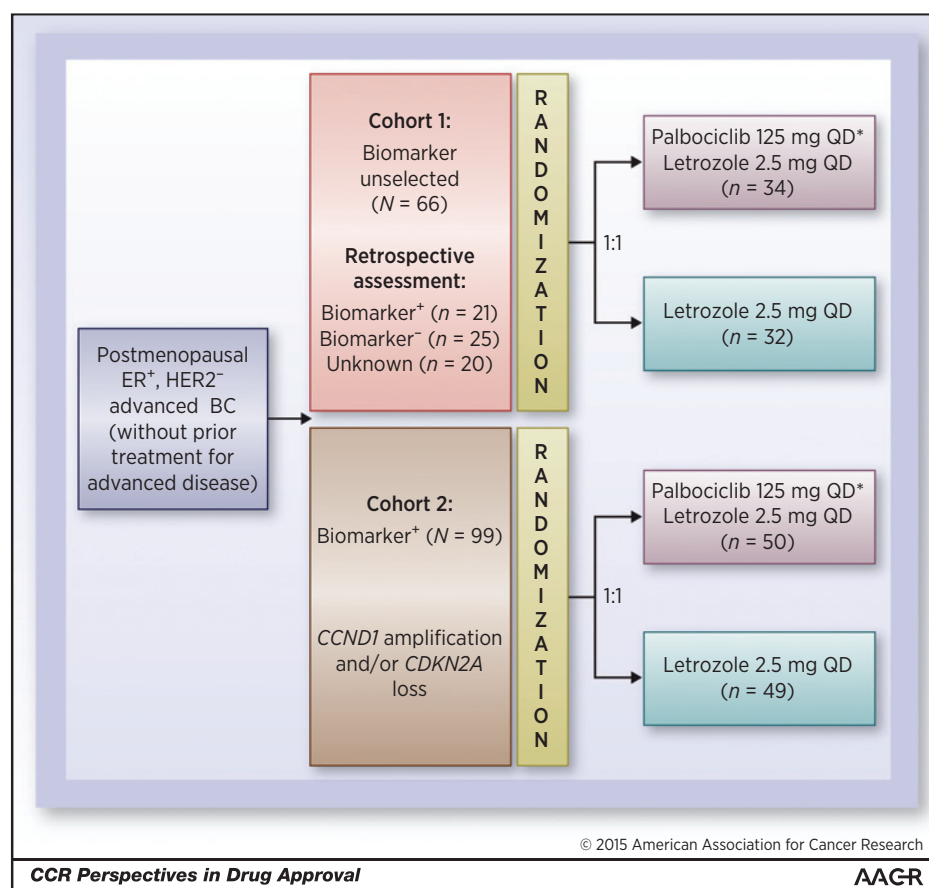 Postmenopausal
ER⁺, HER2⁻
advanced BC
(without prior
treatment for
advanced disease)
Cohort 1:
Biomarker
unselected
(N = 66)
Retrospective
assessment:
Biomarker⁺ (n = 21)
Biomarker⁻ (n = 25)
Unknown (n = 20)
RANDOMIZATION
1:1
Palbociclib 125 mg QD*
Letrozole 2.5 mg QD
(n = 34)
Letrozole 2.5 mg QD
(n = 32)
Cohort 2:
Biomarker⁺ (N = 99)
CCND1 amplification
and/or CDKN2A
loss
RANDOMIZATION
1:1
Palbociclib 125 mg QD*
Letrozole 2.5 mg QD
(n = 50)
Letrozole 2.5 mg QD
(n = 49)
© 2015 American Association for Cancer Research
CCR Perspectives in Drug Approval
AACR